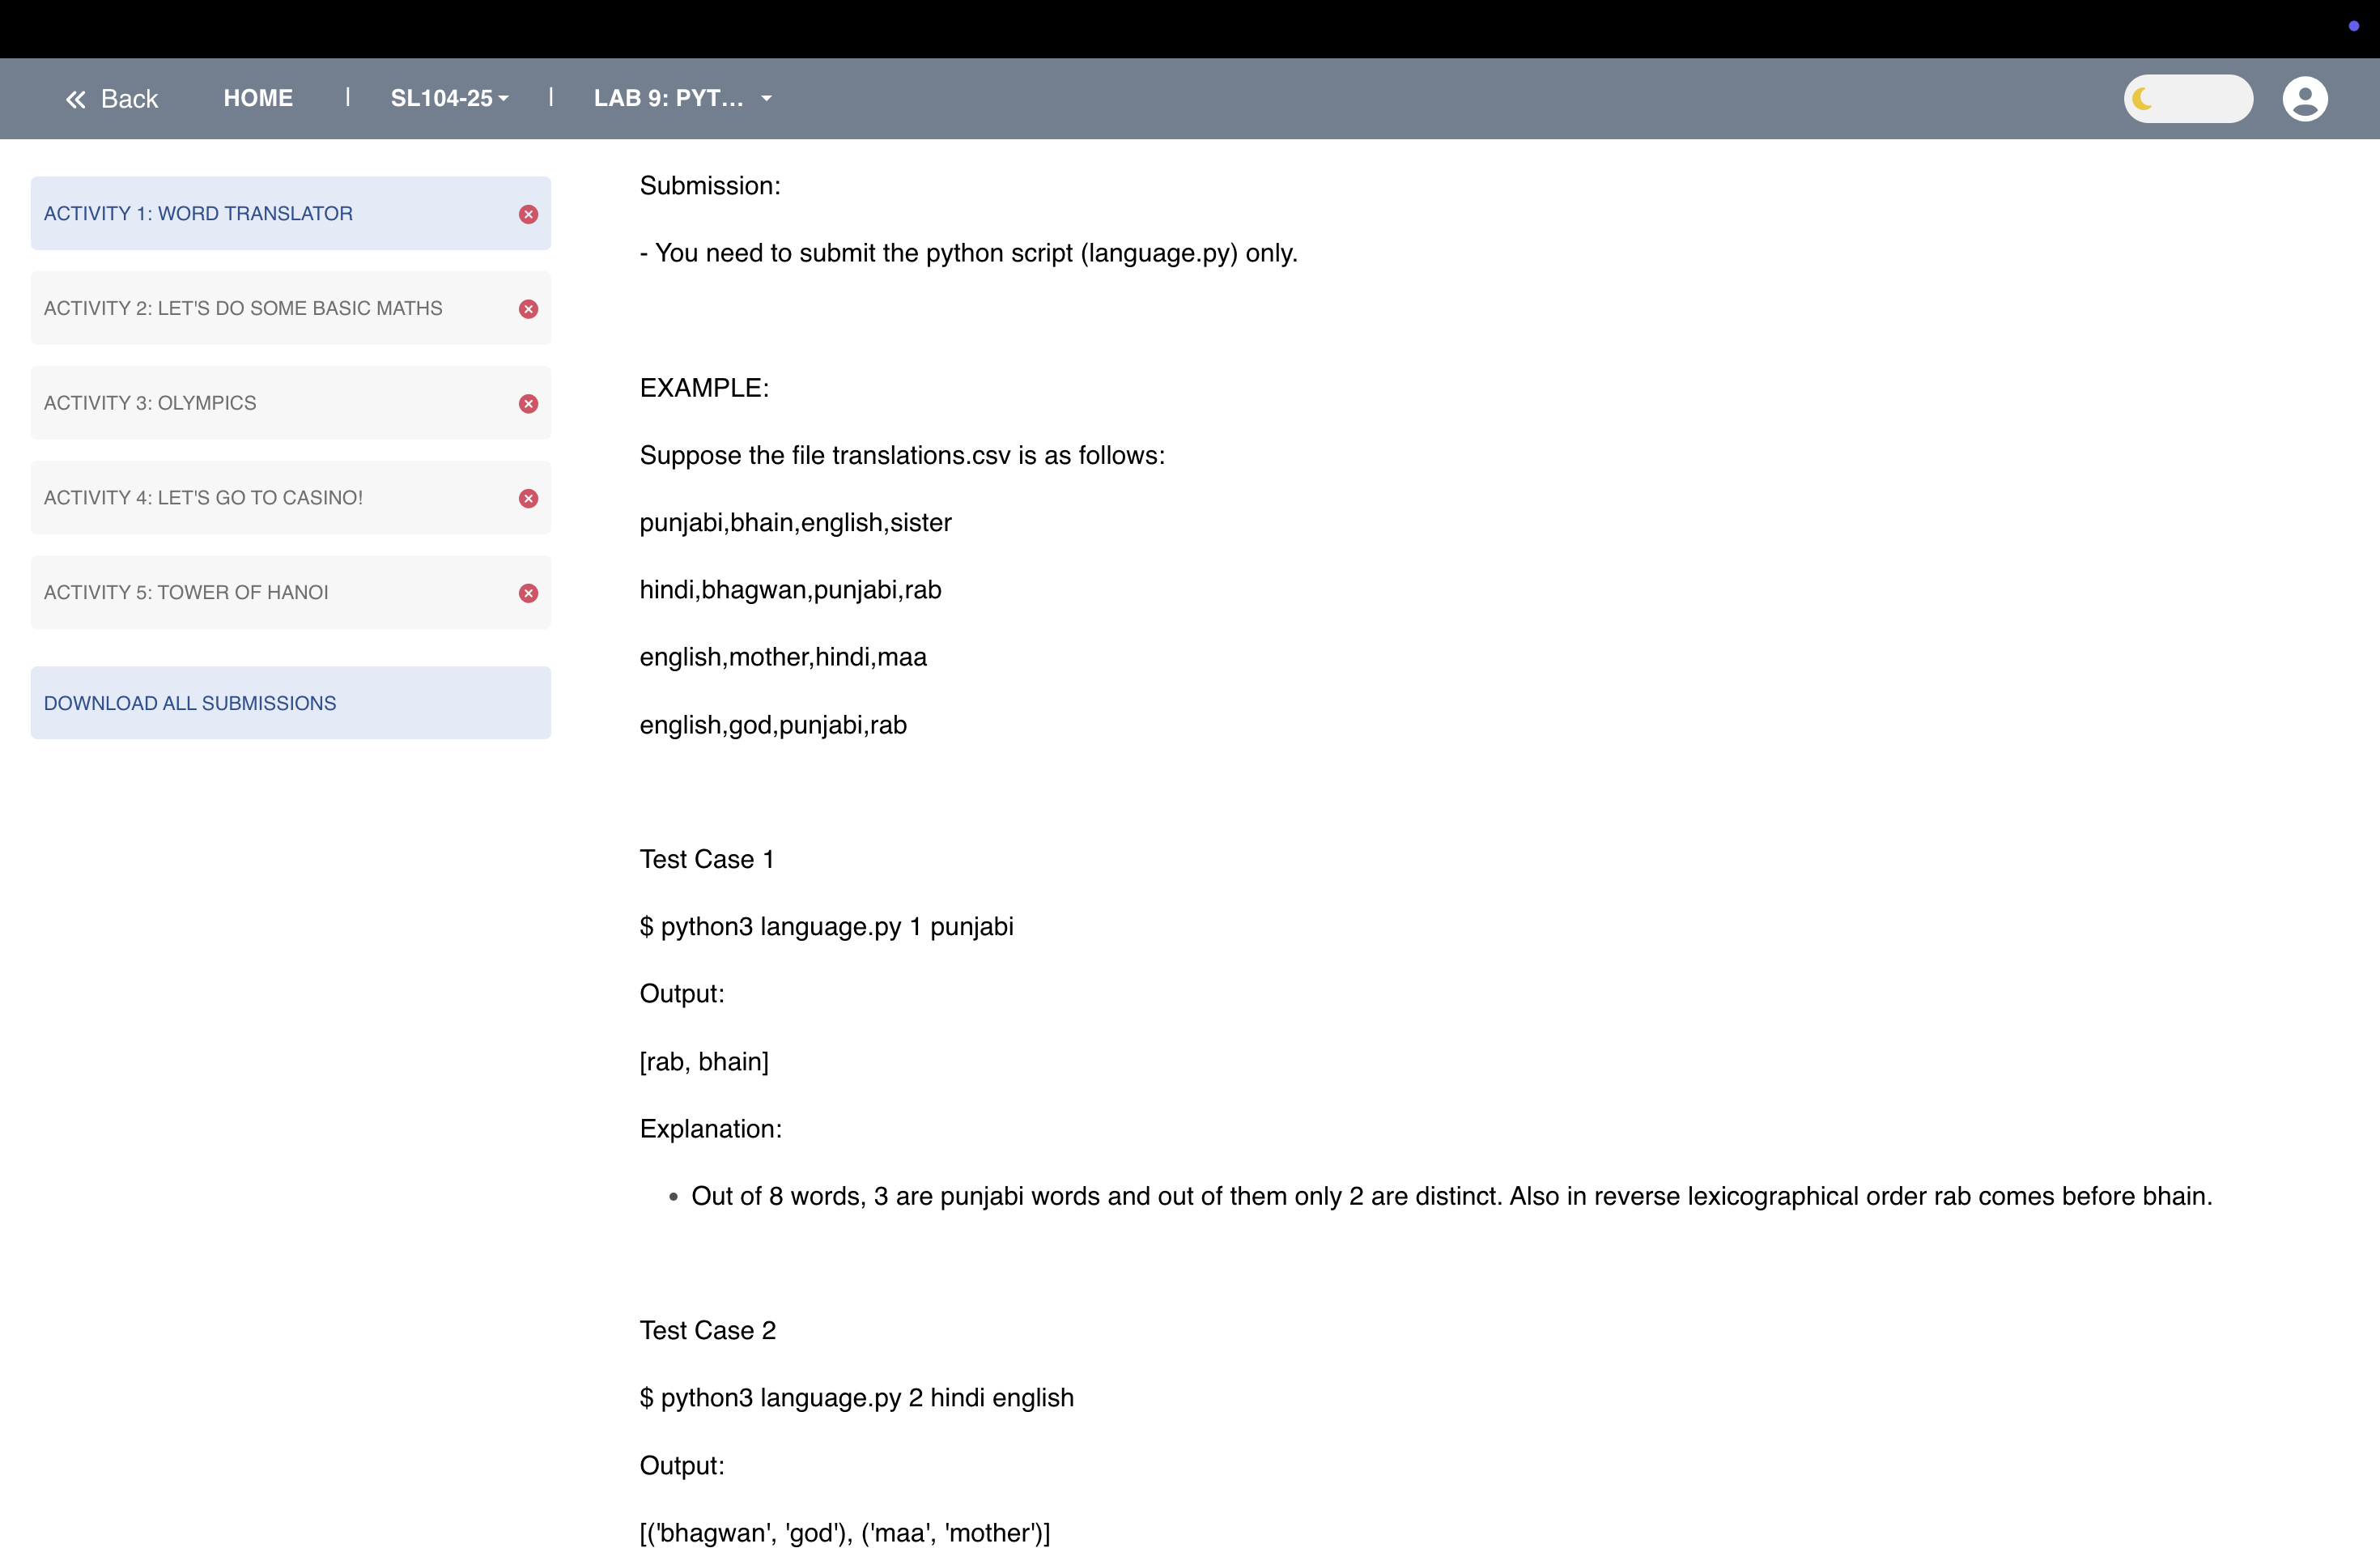 Back HOME | SL104-25 | LAB 9: PYT...
ACTIVITY 1: WORD TRANSLATOR
ACTIVITY 2: LET'S DO SOME BASIC MATHS
ACTIVITY 3: OLYMPICS
ACTIVITY 4: LET'S GO TO CASINO!
ACTIVITY 5: TOWER OF HANOI
DOWNLOAD ALL SUBMISSIONS
Submission:
- You need to submit the python script (language.py) only.
EXAMPLE:
Suppose the file translations.csv is as follows:
punjabi,bhain,english,sister
hindi,bhagwan,punjabi,rab
english,mother,hindi,maa
english,god,punjabi,rab
Test Case 1
$ python3 language.py 1 punjabi
Output:
[rab, bhain]
Explanation:
• Out of 8 words, 3 are punjabi words and out of them only 2 are distinct. Also in reverse lexicographical order rab comes before bhain.
Test Case 2
$ python3 language.py 2 hindi english
Output:
[('bhagwan', 'god'), ('maa', 'mother')]